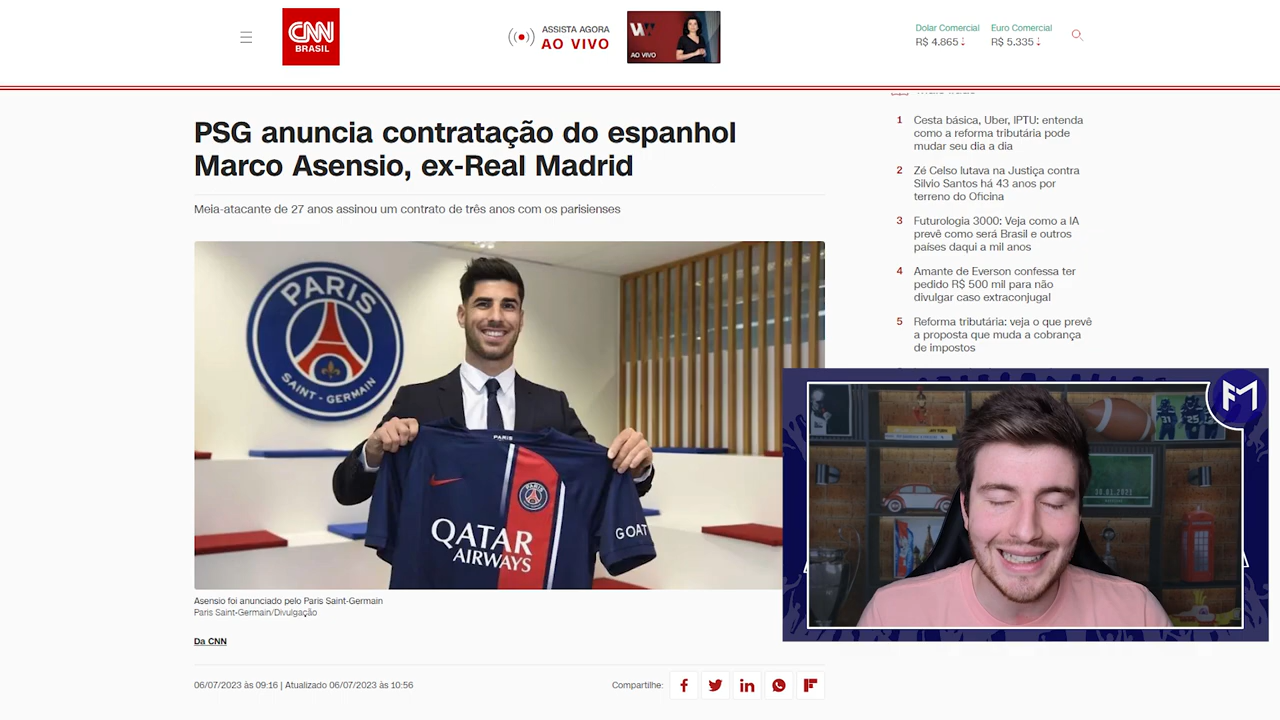 CNN
BRASIL
ASSISTA AGORA
AO VIVO
AO VIVO
Dolar Comercial
R$ 4.865
Euro Comercial
R$ 5.335
PSG anuncia contratação do espanhol
Marco Asensio, ex-Real Madrid
Meia-atacante de 27 anos assinou um contrato de três anos com os parisienses
PARIS
SAINT-GERMAIN
PARIS
QATAR
AIRWAYS
GOAT
Asensio foi anunciado pelo Paris Saint-Germain
Paris Saint-Germain/Divulgação
Da CNN
06/07/2023 às 09:16 | Atualizado 06/07/2023 às 10:56
Compartilhe:
1 Cesta básica, Uber, IPTU: entenda
como a reforma tributária pode
mudar seu dia a dia
2 Zé Celso lutava na Justiça contra
Silvio Santos há 43 anos por
terreno do Oficina
3 Futurologia 3000: Veja como a IA
prevê como será Brasil e outros
países daqui a mil anos
4 Amante de Everson confessa ter
pedido R$ 500 mil para não
divulgar caso extraconjugal
5 Reforma tributária: veja o que prevê
a proposta que muda a cobrança
de impostos
FM